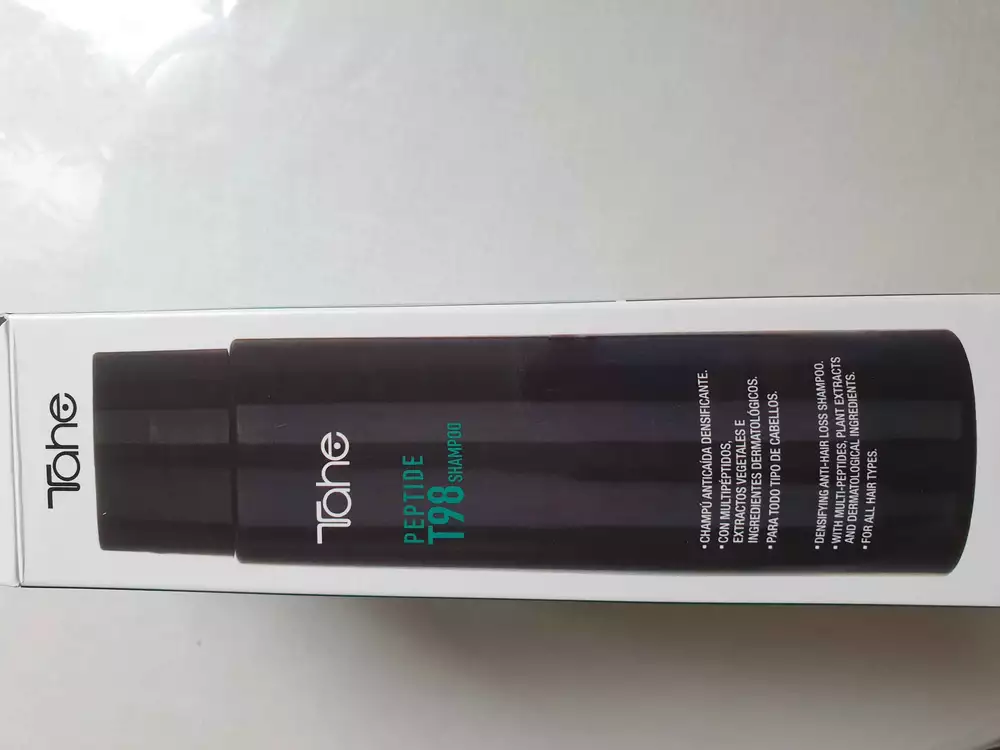 Tahe
Tahe
PEPTIDE
T98 SHAMPOO
• CHAMPÚ ANTICAÍDA DENSIFICANTE.
• CON MULTIPÉPTIDOS,
EXTRACTOS VEGETALES E
INGREDIENTES DERMATOLÓGICOS.
• PARA TODO TIPO DE CABELLOS.
• DENSIFYING ANTI-HAIR LOSS SHAMPOO.
• WITH MULTI-PEPTIDES, PLANT EXTRACTS
AND DERMATOLOGICAL INGREDIENTS.
• FOR ALL HAIR TYPES.